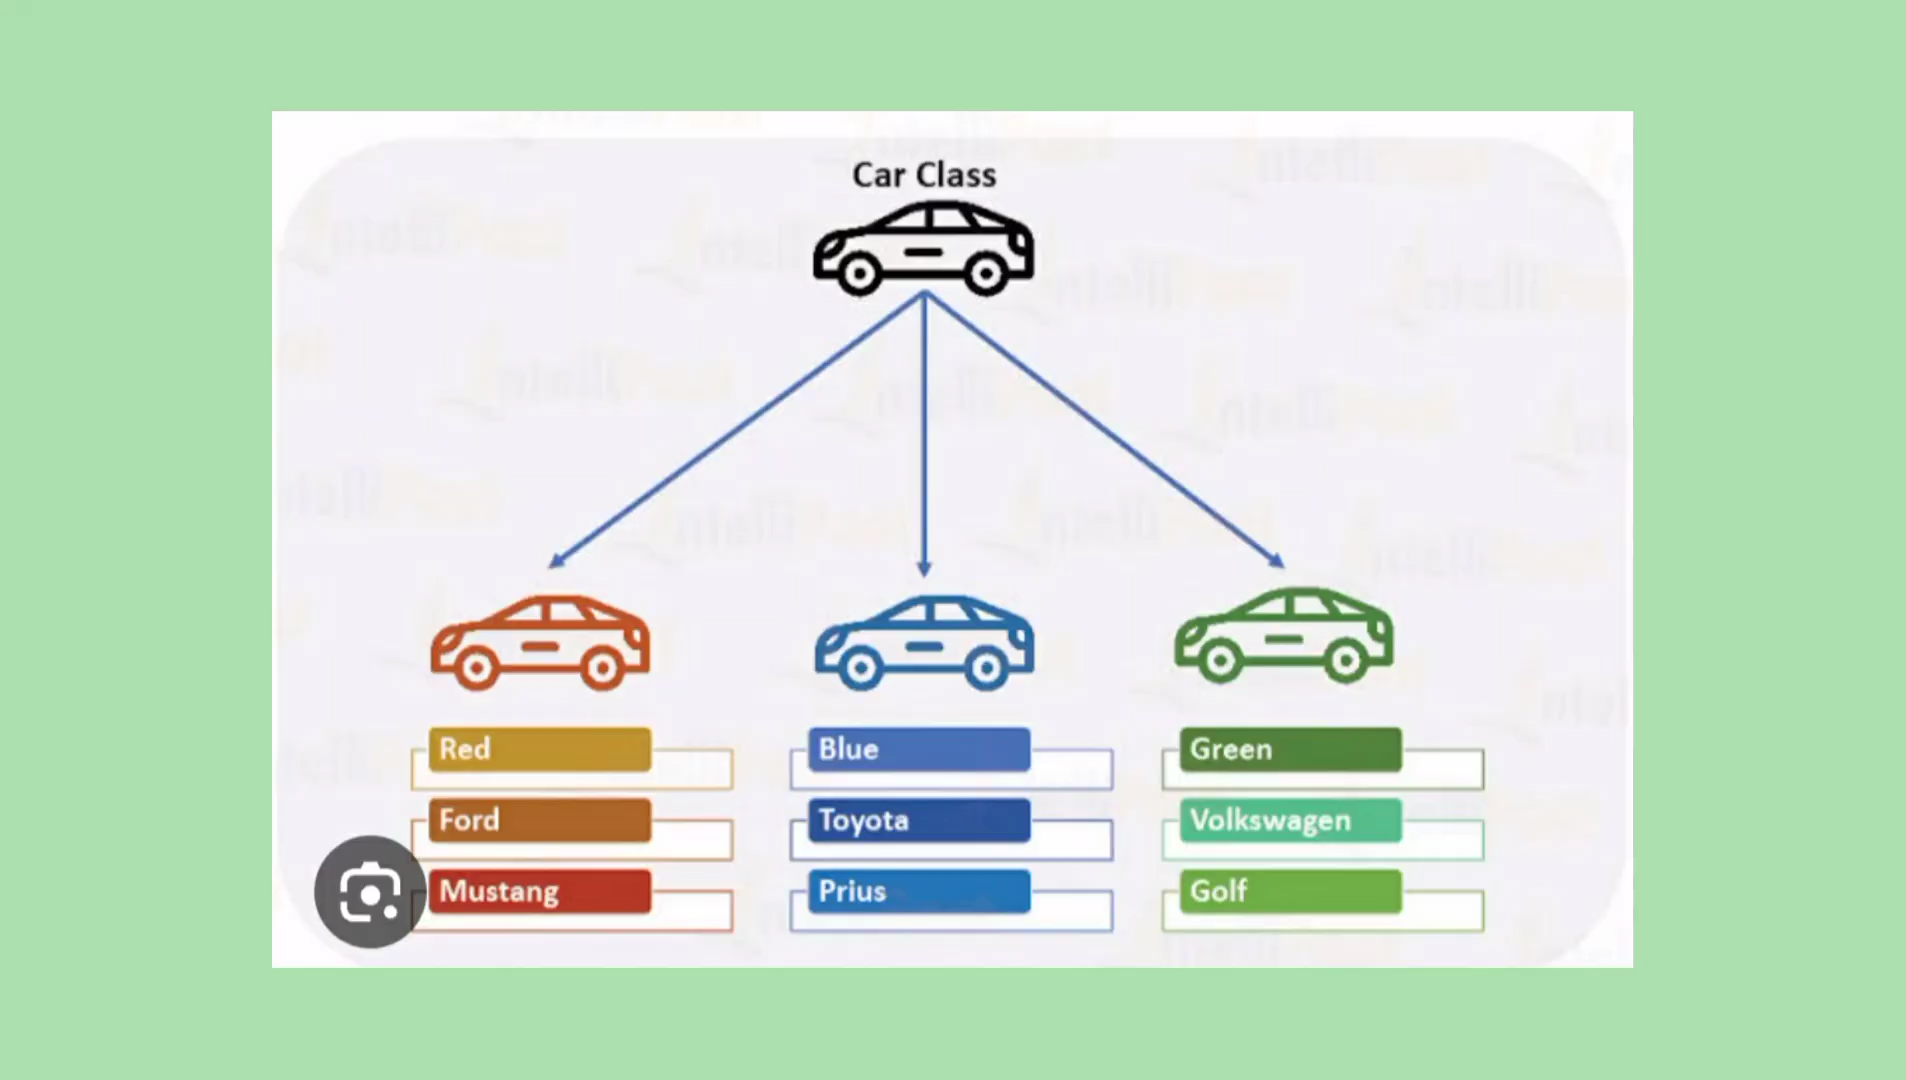 Car Class
Red
Blue
Green
Ford
Toyota
Volkswagen
Mustang
Prius
Golf